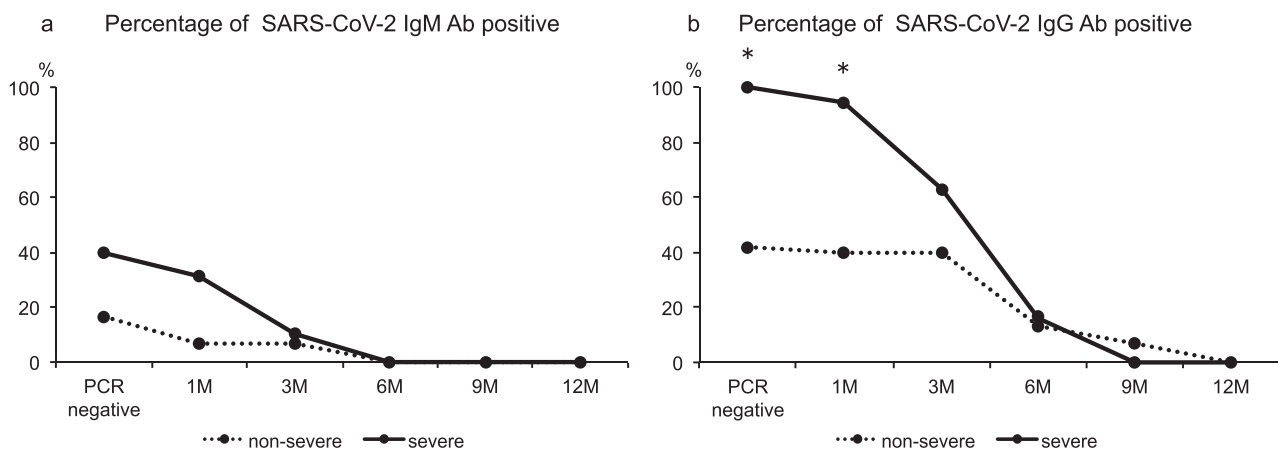 a Percentage of SARS-CoV-2 IgM Ab positive
%
100
80
60
40
20
0
PCR negative
1M
3M
6M
9M
12M
non-severe
severe
b Percentage of SARS-CoV-2 IgG Ab positive
* *
%
100
80
60
40
20
0
PCR negative
1M
3M
6M
9M
12M
non-severe
severe